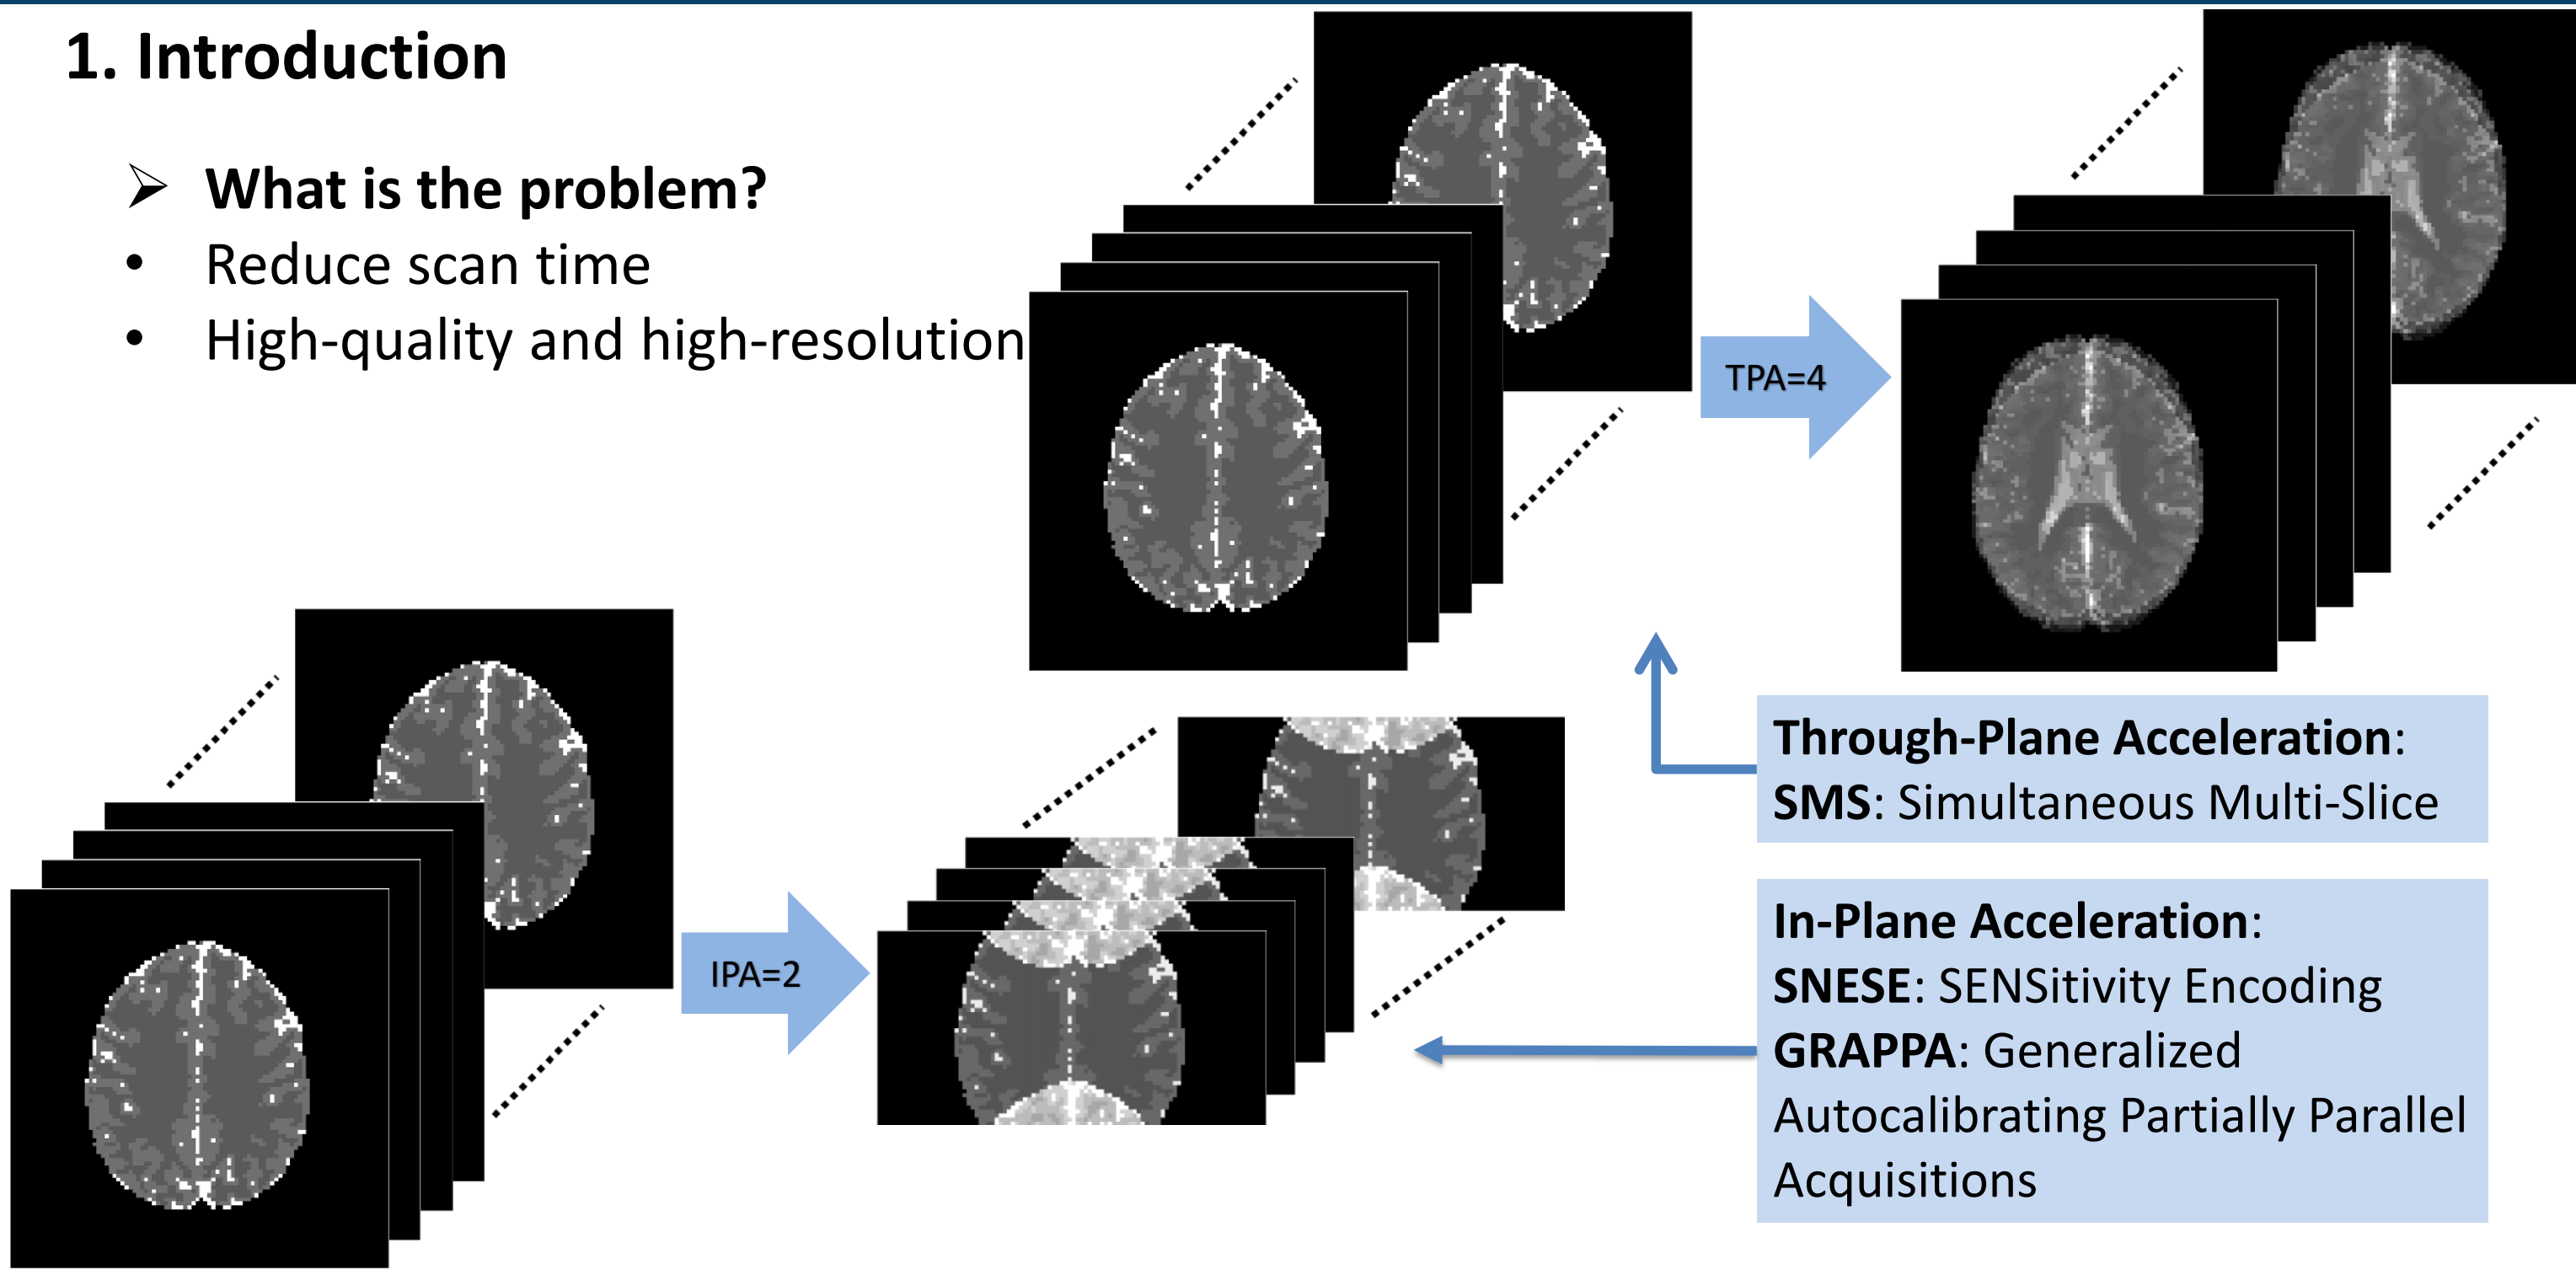 1. Introduction
➢ What is the problem?
• Reduce scan time
• High-quality and high-resolution
TPA=4
IPA=2
Through-Plane Acceleration:
SMS: Simultaneous Multi-Slice
In-Plane Acceleration:
SNESE: SENSitivity Encoding
GRAPPA: Generalized
Autocalibrating Partially Parallel
Acquisitions